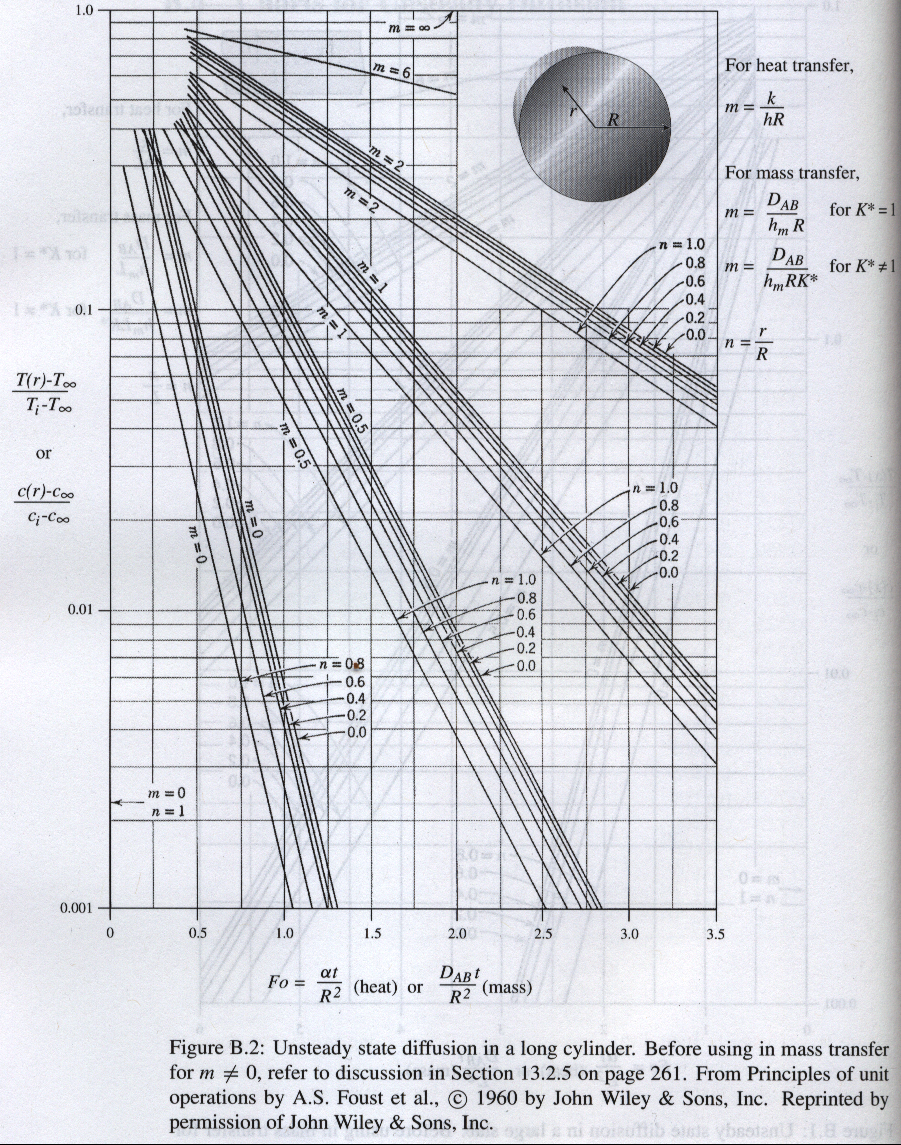 1.0
m = ∞
m = 6
For heat transfer,
r
R
m = k / hR
m = 2
For mass transfer,
m = 2
m = D_AB / h_m R for K* = 1
n = 1.0
m = D_AB / h_m RK* for K* ≠ 1
0.8
m = 1
0.6
0.4
0.2
0.1
m = 1
0.0
n = r / R
T(r)-T∞ / T_i-T∞
m = 0.5
or
m = 0.5
n = 1.0
c(r)-c∞ / c_i-c∞
0.8
0.6
m = 0
m = 0
0.4
0.2
0.0
n = 1.0
0.01
0.8
0.6
0.4
0.2
n = 0.8
0.0
0.6
0.4
0.2
0.0
m = 0
n = 1
0.001
0 0.5 1.0 1.5 2.0 2.5 3.0 3.5
Fo = αt / R² (heat) or D_AB t / R² (mass)
Figure B.2: Unsteady state diffusion in a long cylinder. Before using in mass transfer
for m ≠ 0, refer to discussion in Section 13.2.5 on page 261. From Principles of unit
operations by A.S. Foust et al., © 1960 by John Wiley & Sons, Inc. Reprinted by
permission of John Wiley & Sons, Inc.